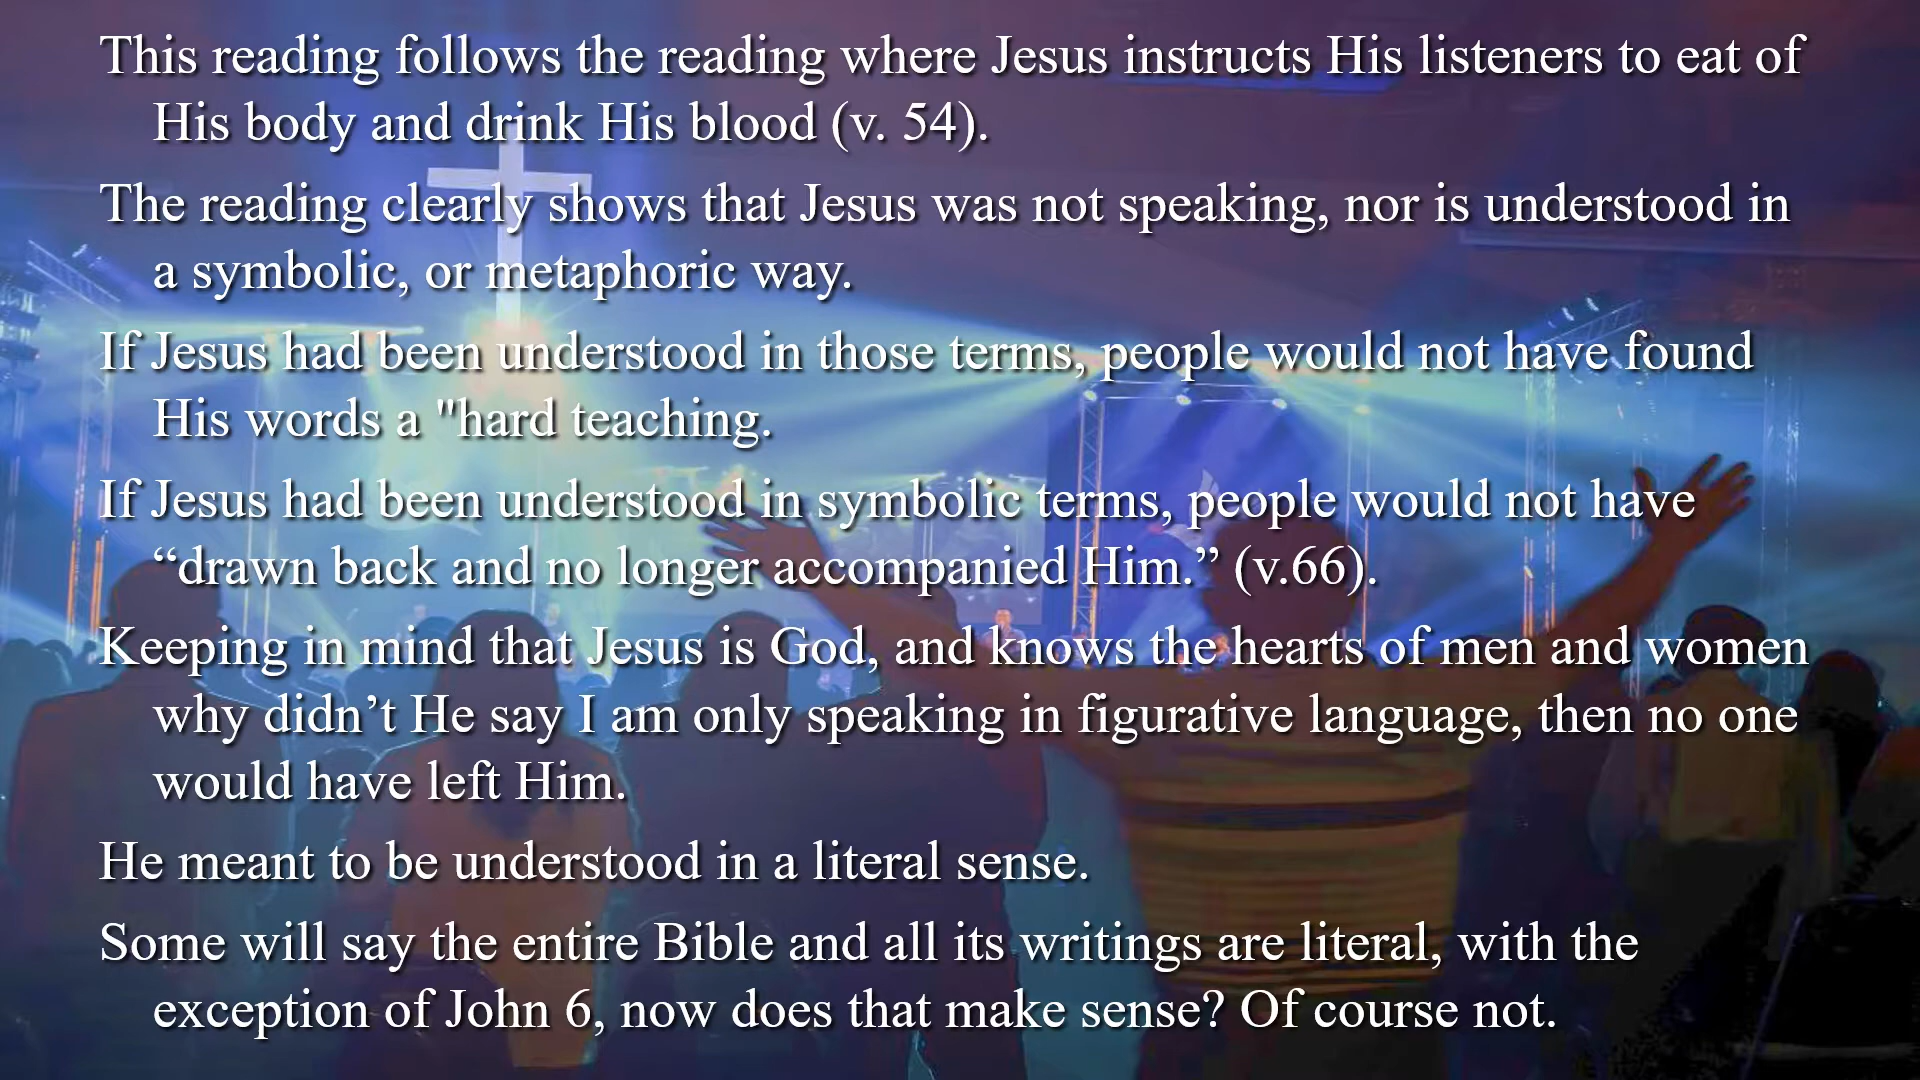 This reading follows the reading where Jesus instructs His listeners to eat of
His body and drink His blood (v. 54).
The reading clearly shows that Jesus was not speaking, nor is understood in
a symbolic, or metaphoric way.
If Jesus had been understood in those terms, people would not have found
His words a "hard teaching.
If Jesus had been understood in symbolic terms, people would not have
“drawn back and no longer accompanied Him.” (v.66).
Keeping in mind that Jesus is God, and knows the hearts of men and women
why didn’t He say I am only speaking in figurative language, then no one
would have left Him.
He meant to be understood in a literal sense.
Some will say the entire Bible and all its writings are literal, with the
exception of John 6, now does that make sense? Of course not.